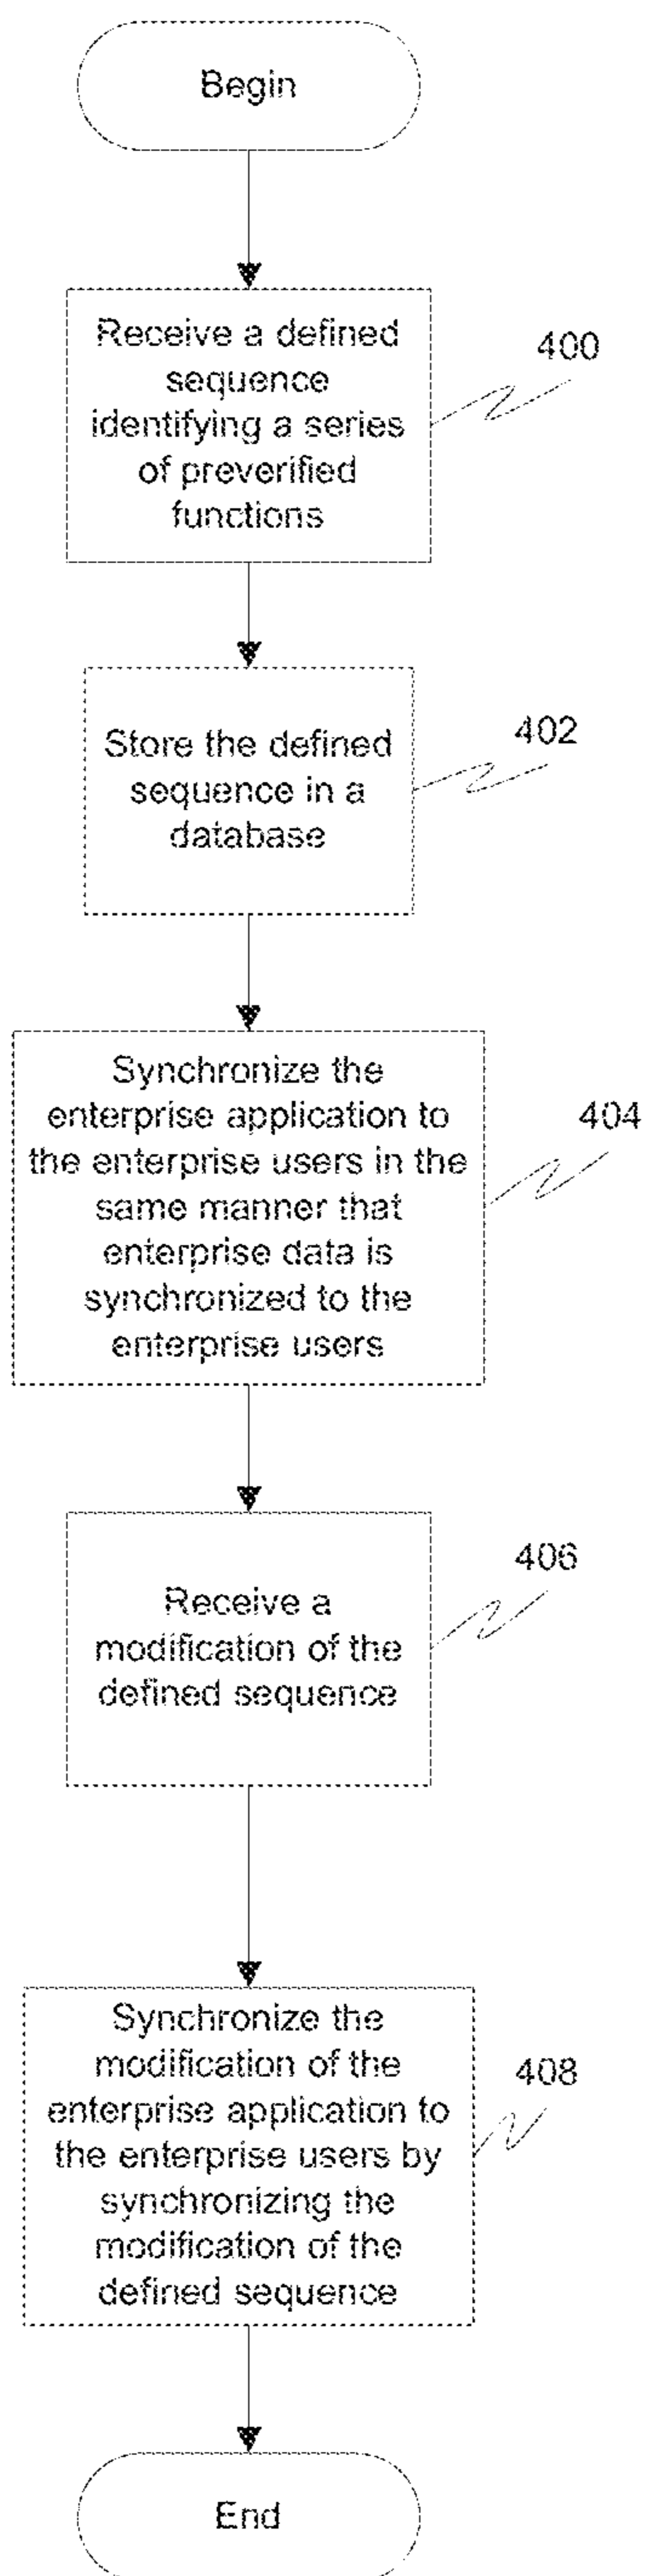 Begin
Receive a defined
sequence
identifying a series
of preverified
functions
400
Store the defined
sequence in a
database
402
Synchronize the
enterprise application to
the enterprise users in the
same manner that
enterprise data is
synchronized to the
enterprise users
404
Receive a
modification of the
defined sequence
406
Synchronize the
modification of the
enterprise application to
the enterprise users by
synchronizing the
modification of the
defined sequence
408
End